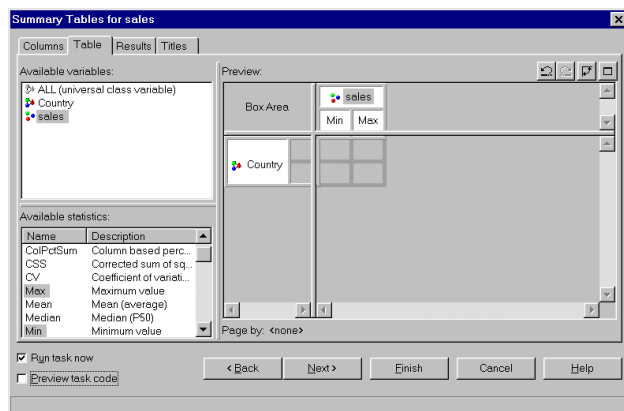 Summary Tables for sales
Columns Table Results Titles
Available variables:
ALL (universal class variable)
Country
sales
Available statistics:
Name Description
ColPctSum Column based perc...
CSS Corrected sum of sq...
CV Coefficient of variati...
Max Maximum value
Mean Mean (average)
Median Median (P50)
Min Minimum value
Preview:
Box Area
sales
Min Max
Country
Page by: <none>
Run task now
Preview task code
< Back Next > Finish Cancel Help